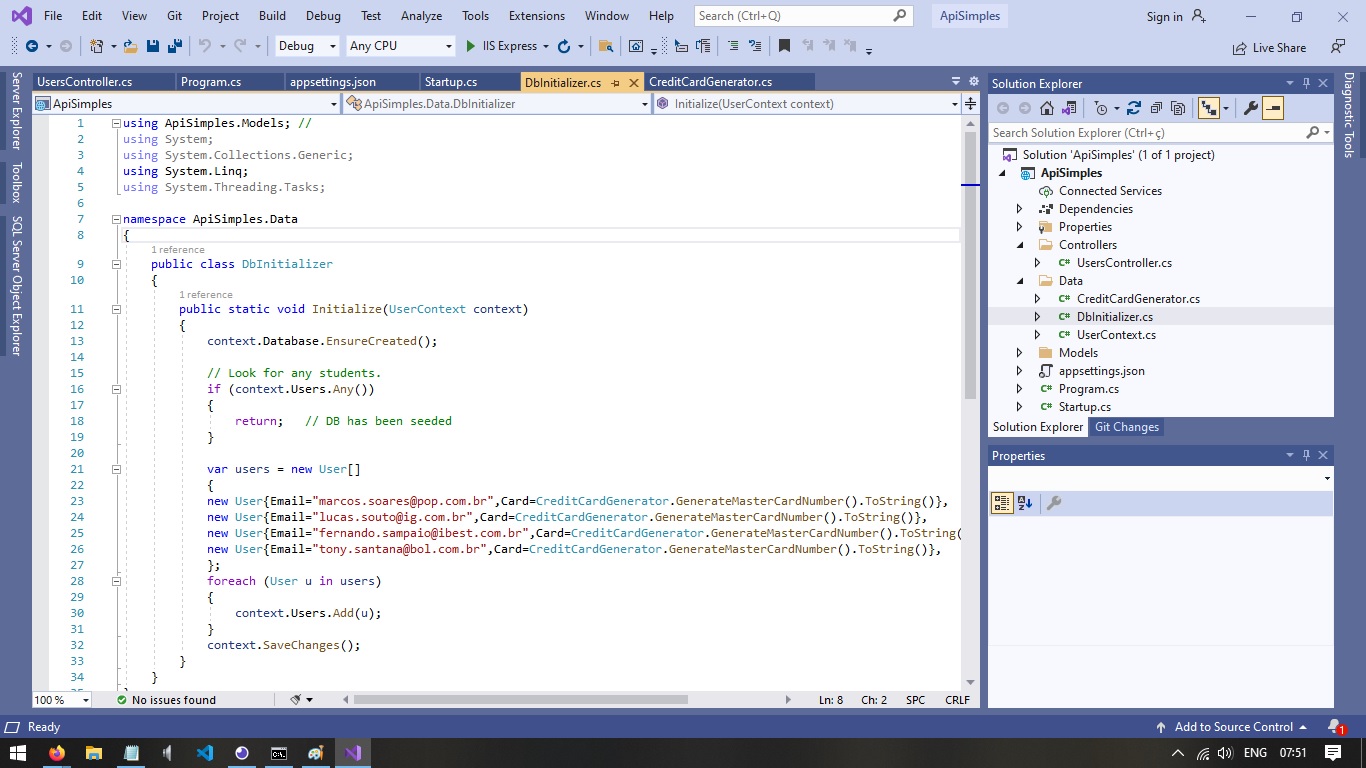 File Edit View Git Project Build Debug Test Analyze Tools Extensions Window Help Search (Ctrl+Q) ApiSimples Sign in
Debug Any CPU IIS Express Live Share
Server Explorer
Toolbox
SQL Server Object Explorer
UsersController.cs Program.cs appsettings.json Startup.cs DbInitializer.cs CreditCardGenerator.cs
ApiSimples ApiSimples.Data.DbInitializer Initialize(UserContext context)
1 using ApiSimples.Models; //
2 using System;
3 using System.Collections.Generic;
4 using System.Linq;
5 using System.Threading.Tasks;
6
7 namespace ApiSimples.Data
8 {
1 reference
9 public class DbInitializer
10 {
1 reference
11 public static void Initialize(UserContext context)
12 {
13 context.Database.EnsureCreated();
14
15 // Look for any students.
16 if (context.Users.Any())
17 {
18 return; // DB has been seeded
19 }
20
21 var users = new User[]
22 {
23 new User{Email="marcos.soares@pop.com.br",Card=CreditCardGenerator.GenerateMasterCardNumber().ToString()},
24 new User{Email="lucas.souto@ig.com.br",Card=CreditCardGenerator.GenerateMasterCardNumber().ToString()},
25 new User{Email="fernando.sampaio@ibest.com.br",Card=CreditCardGenerator.GenerateMasterCardNumber().ToString(
26 new User{Email="tony.santana@bol.com.br",Card=CreditCardGenerator.GenerateMasterCardNumber().ToString()},
27 };
28 foreach (User u in users)
29 {
30 context.Users.Add(u);
31 }
32 context.SaveChanges();
33 }
34 }
100 % No issues found Ln: 8 Ch: 2 SPC CRLF
Solution Explorer
Search Solution Explorer (Ctrl+ç)
Solution 'ApiSimples' (1 of 1 project)
ApiSimples
Connected Services
Dependencies
Properties
Controllers
C# UsersController.cs
Data
C# CreditCardGenerator.cs
C# DbInitializer.cs
C# UserContext.cs
Models
appsettings.json
C# Program.cs
C# Startup.cs
Solution Explorer Git Changes
Properties
Diagnostic Tools
Ready Add to Source Control 1
ENG 07:51